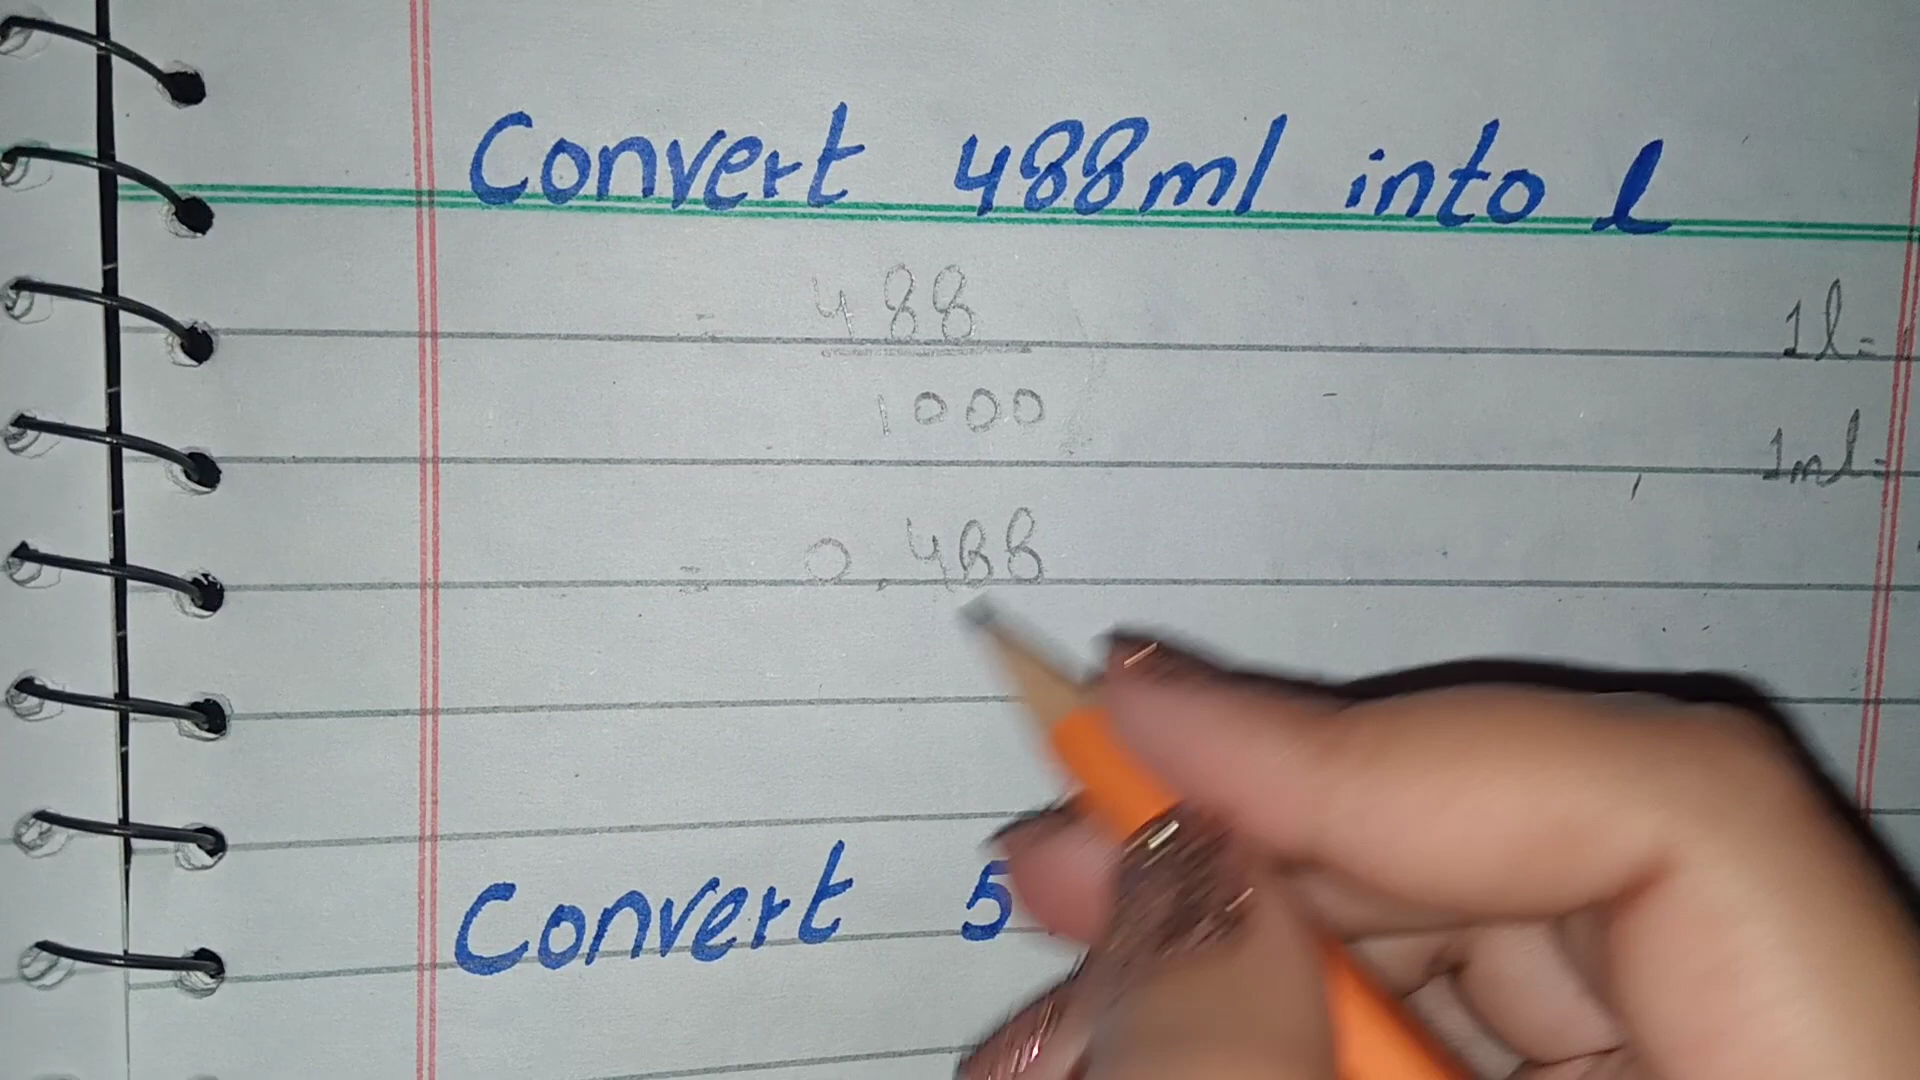 Convert 488ml into l
= 488
1000
= 0.488
1l=
1ml=
Convert 5